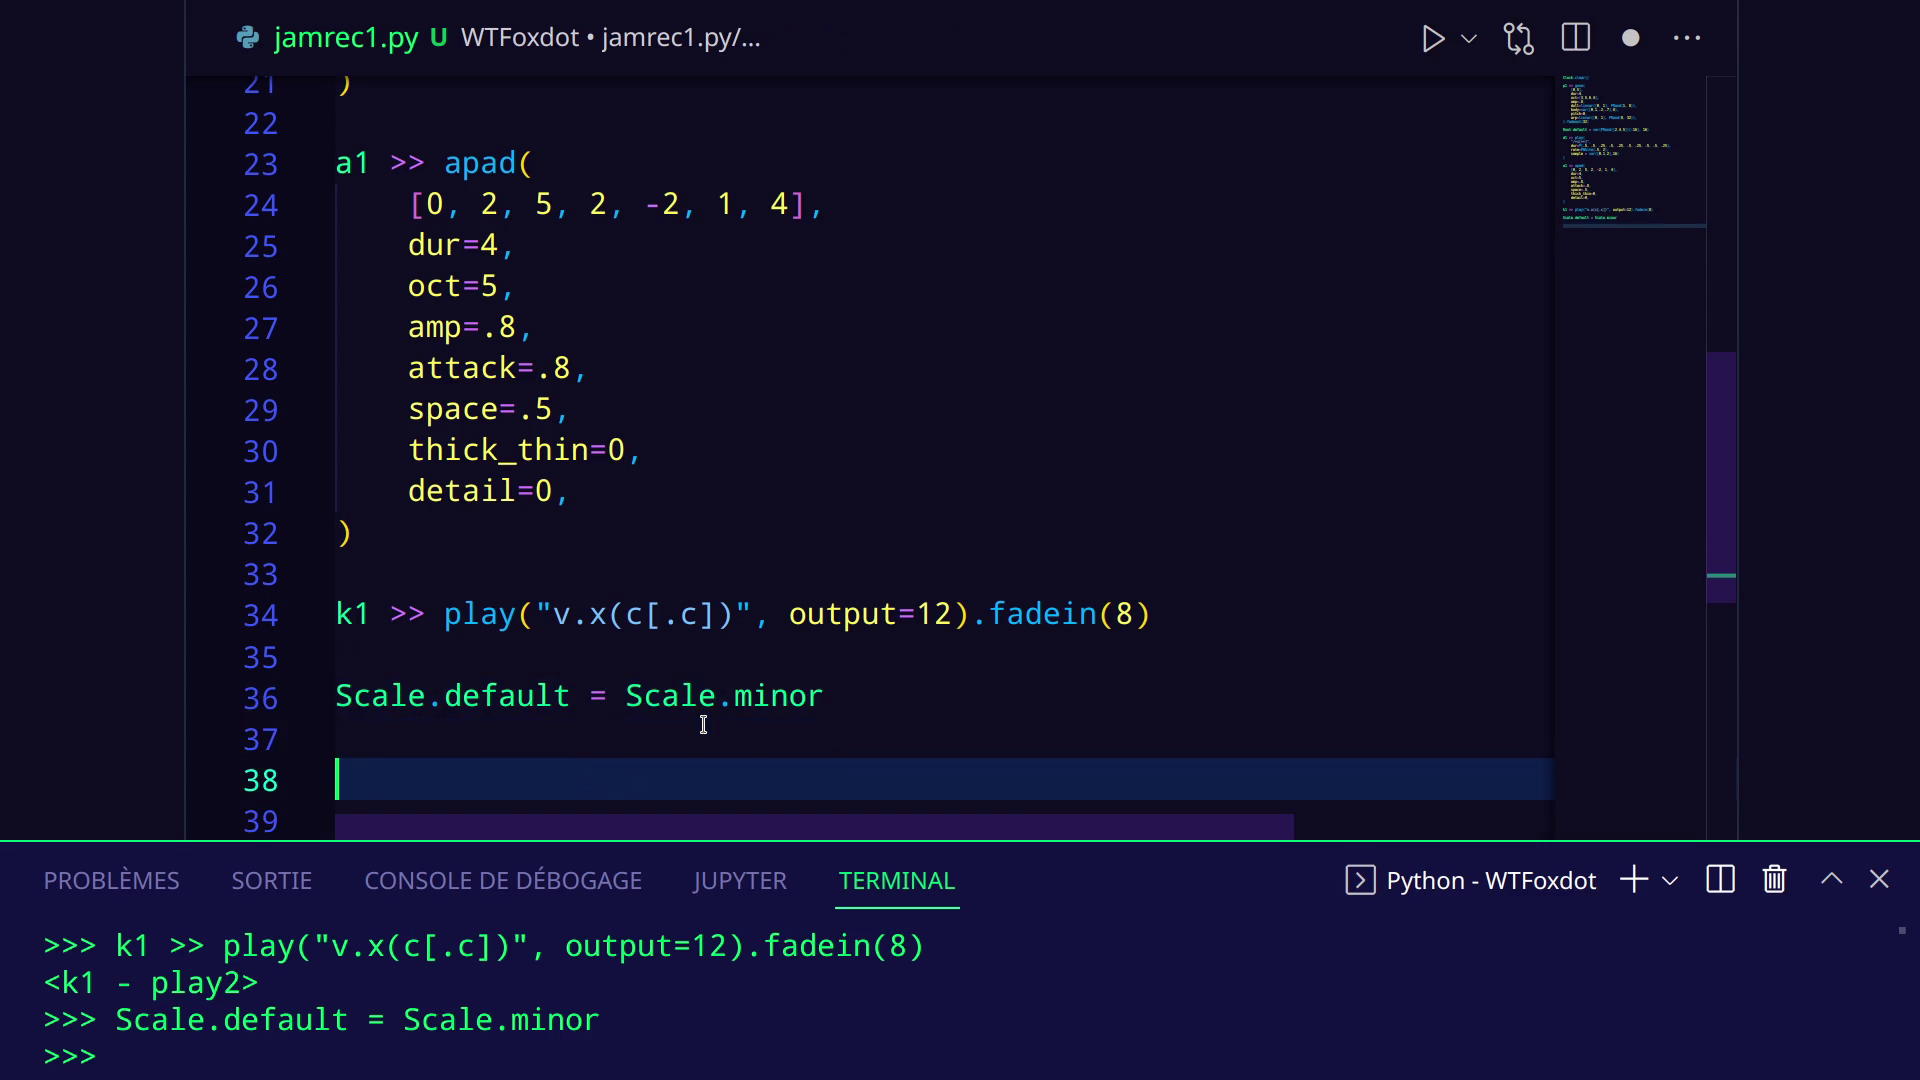 jamrec1.py U WTFoxdot • jamrec1.py/...
21 )
22
23 a1 >> apad(
24 [0, 2, 5, 2, -2, 1, 4],
25 dur=4,
26 oct=5,
27 amp=.8,
28 attack=.8,
29 space=.5,
30 thick_thin=0,
31 detail=0,
32 )
33
34 k1 >> play("v.x(c[.c])", output=12).fadein(8)
35
36 Scale.default = Scale.minor
37
38
39
PROBLÈMES SORTIE CONSOLE DE DÉBOGAGE JUPYTER TERMINAL Python - WTFoxdot
>>> k1 >> play("v.x(c[.c])", output=12).fadein(8)
<k1 - play2>
>>> Scale.default = Scale.minor
>>>